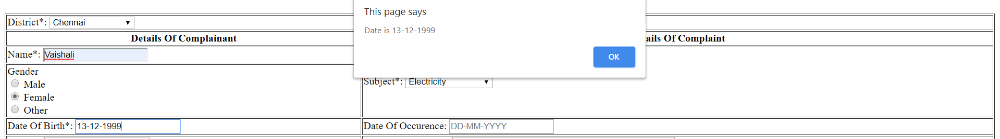 This page says
Date is 13-12-1999
OK
District*: Chennai
Details Of Complainant
ails Of Complaint
Name*: Vaishali
Gender
Male
Female
Other
Subject*: Electricity
Date Of Birth*: 13-12-1999
Date Of Occurence: DD-MM-YYYY